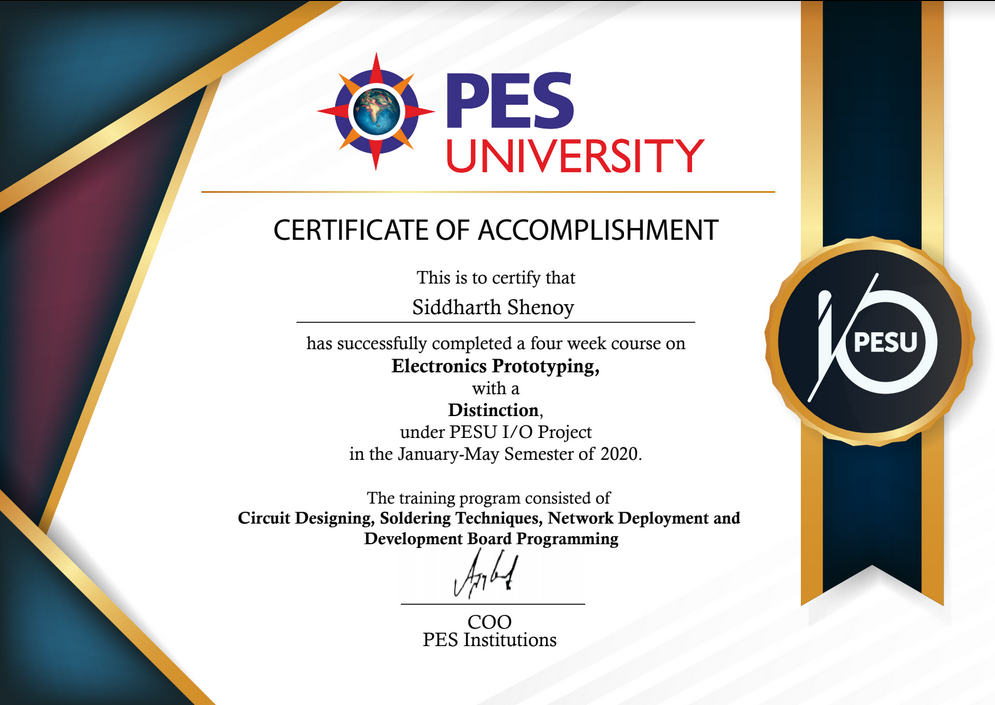 PES
UNIVERSITY
CERTIFICATE OF ACCOMPLISHMENT
This is to certify that
Siddharth Shenoy
has successfully completed a four week course on
Electronics Prototyping,
with a
Distinction,
under PESU I/O Project
in the January-May Semester of 2020.
The training program consisted of
Circuit Designing, Soldering Techniques, Network Deployment and
Development Board Programming
COO
PES Institutions
I/O
PESU